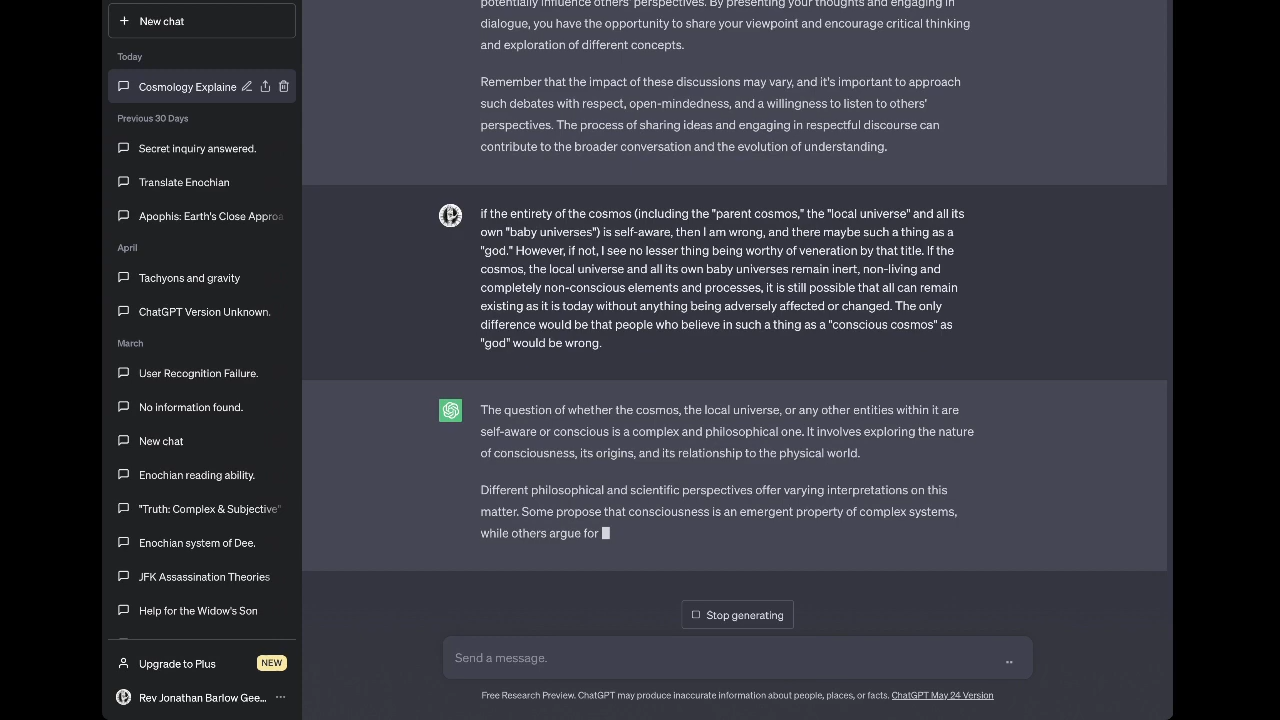 New chat
Today
Cosmology Explaine
Previous 30 Days
Secret inquiry answered.
Translate Enochian
Apophis: Earth's Close Approa
April
Tachyons and gravity
ChatGPT Version Unknown.
March
User Recognition Failure.
No information found.
New chat
Enochian reading ability.
"Truth: Complex & Subjective"
Enochian system of Dee.
JFK Assassination Theories
Help for the Widow's Son
Upgrade to Plus NEW
Rev Jonathan Barlow Gee...
potentially influence others' perspectives. By presenting your thoughts and engaging in
dialogue, you have the opportunity to share your viewpoint and encourage critical thinking
and exploration of different concepts.
Remember that the impact of these discussions may vary, and it's important to approach
such debates with respect, open-mindedness, and a willingness to listen to others'
perspectives. The process of sharing ideas and engaging in respectful discourse can
contribute to the broader conversation and the evolution of understanding.
if the entirety of the cosmos (including the "parent cosmos," the "local universe" and all its
own "baby universes") is self-aware, then I am wrong, and there maybe such a thing as a
"god." However, if not, I see no lesser thing being worthy of veneration by that title. If the
cosmos, the local universe and all its own baby universes remain inert, non-living and
completely non-conscious elements and processes, it is still possible that all can remain
existing as it is today without anything being adversely affected or changed. The only
difference would be that people who believe in such a thing as a "conscious cosmos" as
"god" would be wrong.
The question of whether the cosmos, the local universe, or any other entities within it are
self-aware or conscious is a complex and philosophical one. It involves exploring the nature
of consciousness, its origins, and its relationship to the physical world.
Different philosophical and scientific perspectives offer varying interpretations on this
matter. Some propose that consciousness is an emergent property of complex systems,
while others argue for
Stop generating
Send a message.
Free Research Preview. ChatGPT may produce inaccurate information about people, places, or facts. ChatGPT May 24 Version